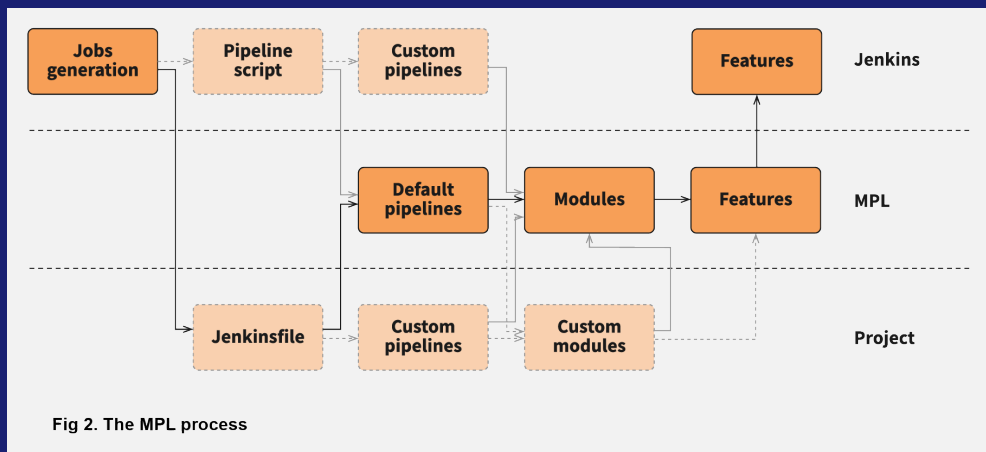 Jobs
generation
Pipeline
script
Custom
pipelines
Features
Jenkins
Default
pipelines
Modules
Features
MPL
Jenkinsfile
Custom
pipelines
Custom
modules
Project
Fig 2. The MPL process